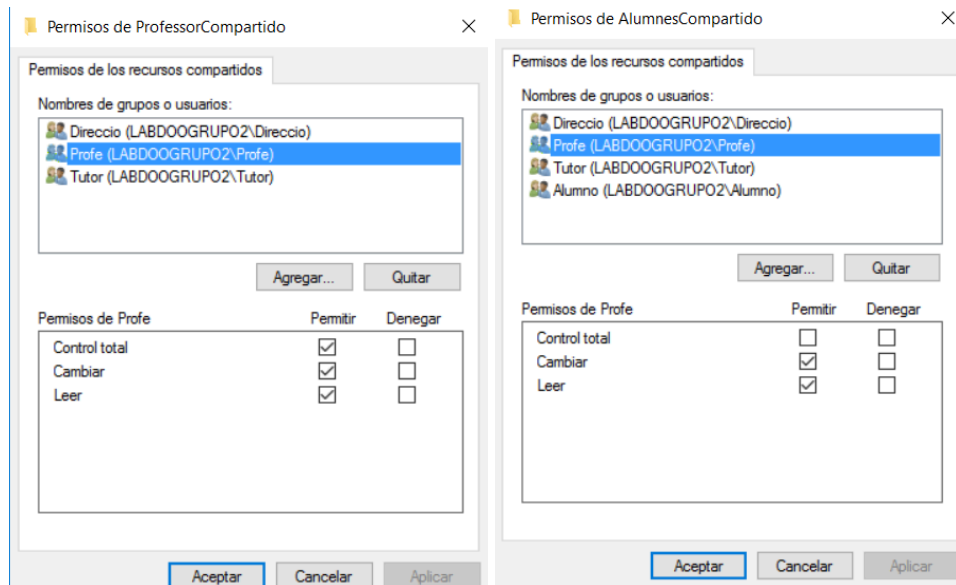 Permisos de ProfessorCompartido
Permisos de los recursos compartidos
Nombres de grupos o usuarios:
Direccio (LABDOOGRUPO2\Direccio)
Profe (LABDOOGRUPO2\Profe)
Tutor (LABDOOGRUPO2\Tutor)
Agregar... Quitar
Permisos de Profe Permitir Denegar
Control total
Cambiar
Leer
Aceptar Cancelar Aplicar
Permisos de AlumnesCompartido
Permisos de los recursos compartidos
Nombres de grupos o usuarios:
Direccio (LABDOOGRUPO2\Direccio)
Profe (LABDOOGRUPO2\Profe)
Tutor (LABDOOGRUPO2\Tutor)
Alumno (LABDOOGRUPO2\Alumno)
Agregar... Quitar
Permisos de Profe Permitir Denegar
Control total
Cambiar
Leer
Aceptar Cancelar Aplicar